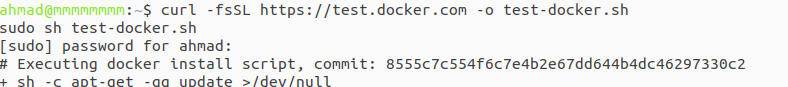 ahmad@mmmmmmmm:~$ curl -fsSL https://test.docker.com -o test-docker.sh
sudo sh test-docker.sh
[sudo] password for ahmad:
# Executing docker install script, commit: 8555c7c554f6c7e4b2e67dd644b4dc46297330c2
+ sh -c apt-get -qq update >/dev/null